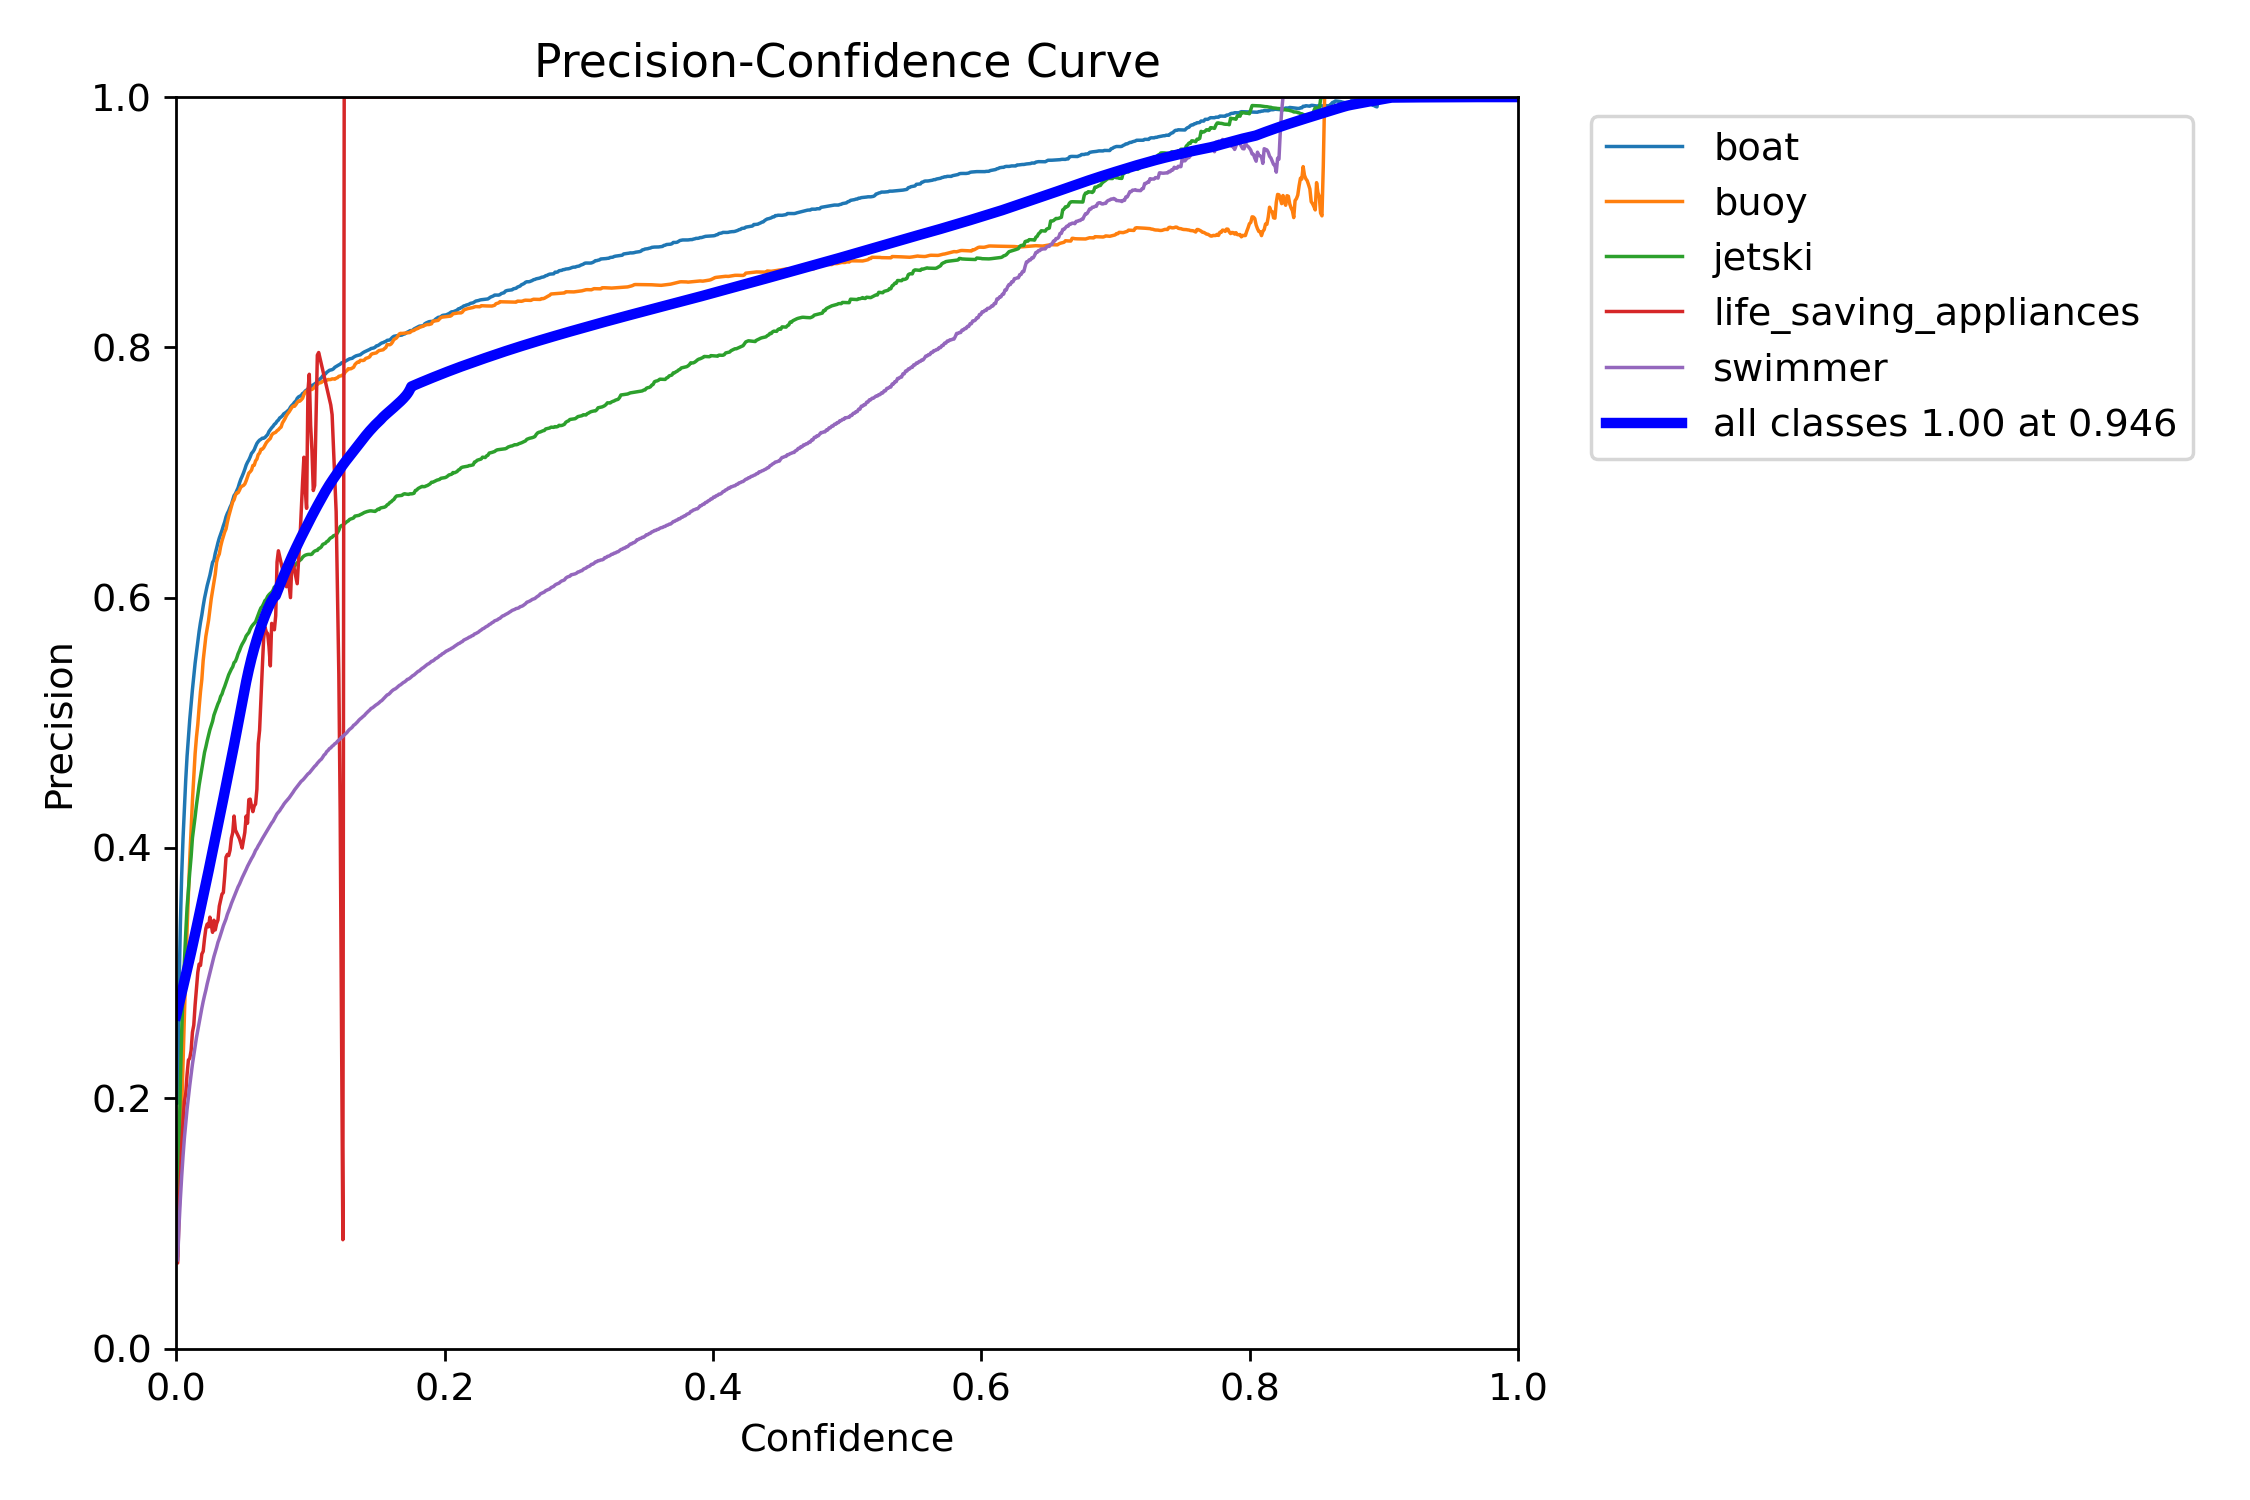 Precision-Confidence Curve
1.0
0.8
0.6
0.4
0.2
0.0
Precision
0.0 0.2 0.4 0.6 0.8 1.0
Confidence
boat
buoy
jetski
life_saving_appliances
swimmer
all classes 1.00 at 0.946